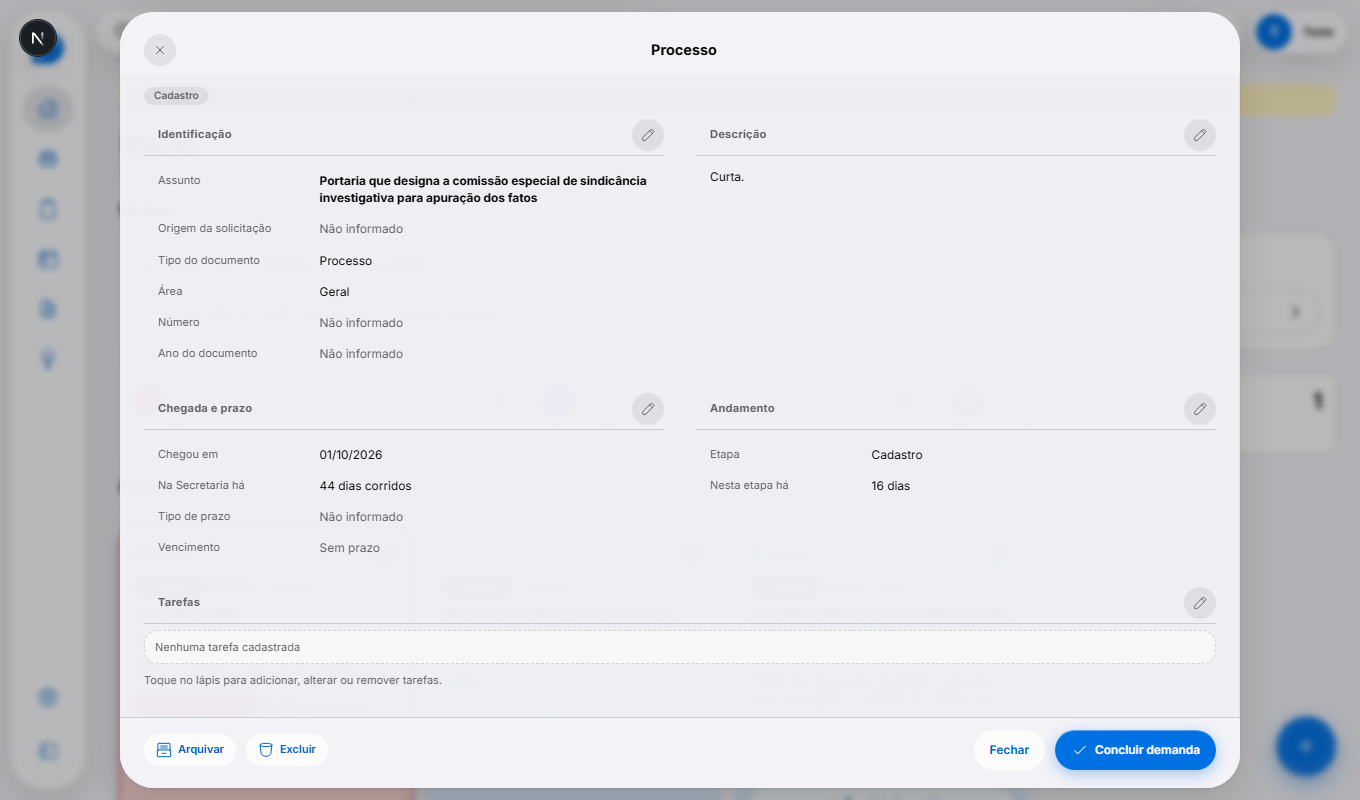 N
Processo
Cadastro
Identificação
Assunto
Portaria que designa a comissão especial de sindicância
investigativa para apuração dos fatos
Origem da solicitação
Não informado
Tipo do documento
Processo
Área
Geral
Número
Não informado
Ano do documento
Não informado
Descrição
Curta.
Chegada e prazo
Chegou em
01/10/2026
Na Secretaria há
44 dias corridos
Tipo de prazo
Não informado
Vencimento
Sem prazo
Andamento
Etapa
Cadastro
Nesta etapa há
16 dias
Tarefas
Nenhuma tarefa cadastrada
Toque no lápis para adicionar, alterar ou remover tarefas.
Arquivar
Excluir
Fechar
Concluir demanda